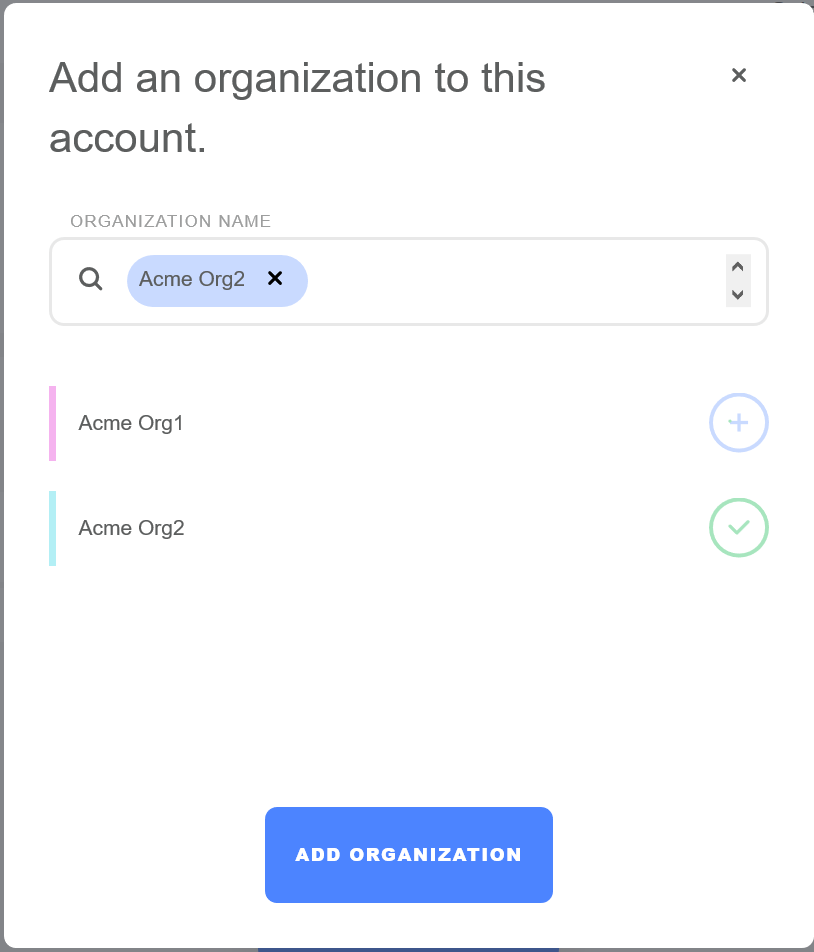 Add an organization to this
account.
ORGANIZATION NAME
Acme Org2
Acme Org1
Acme Org2
ADD ORGANIZATION